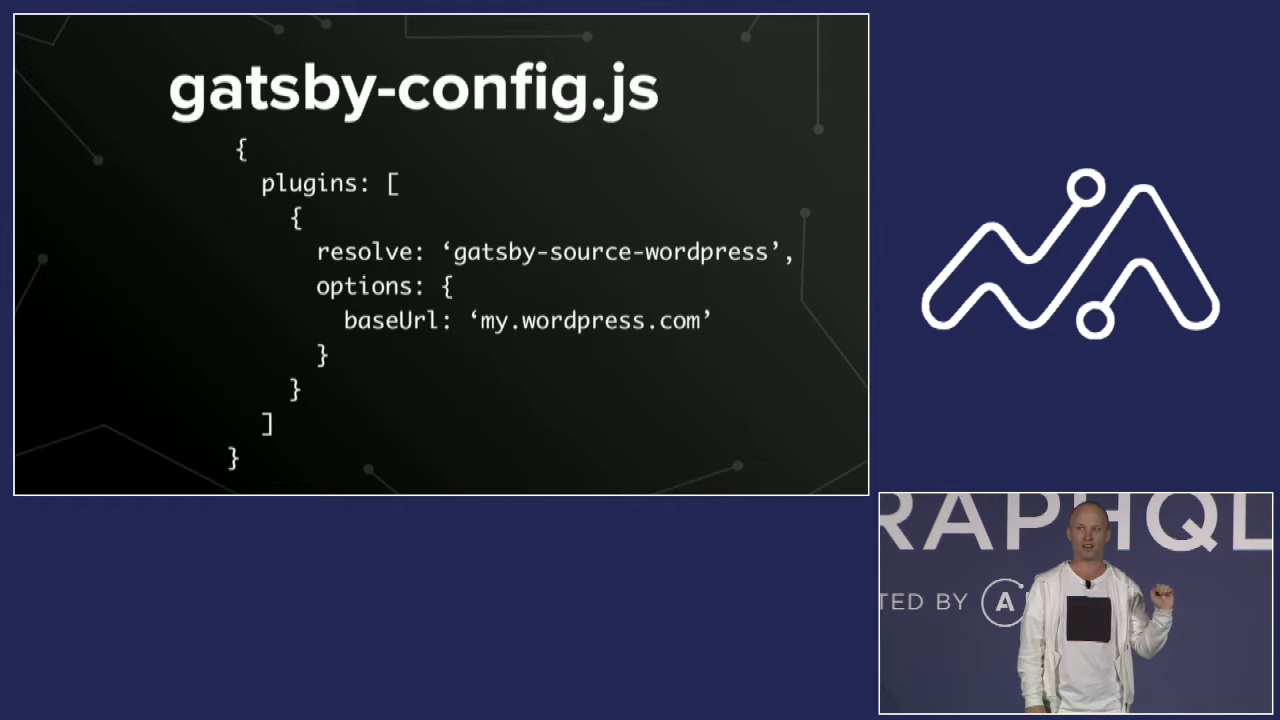 gatsby-config.js
{
plugins: [
{
resolve: ‘gatsby-source-wordpress’,
options: {
baseUrl: ‘my.wordpress.com’
}
}
]
}
RAPHQL
TED BY A